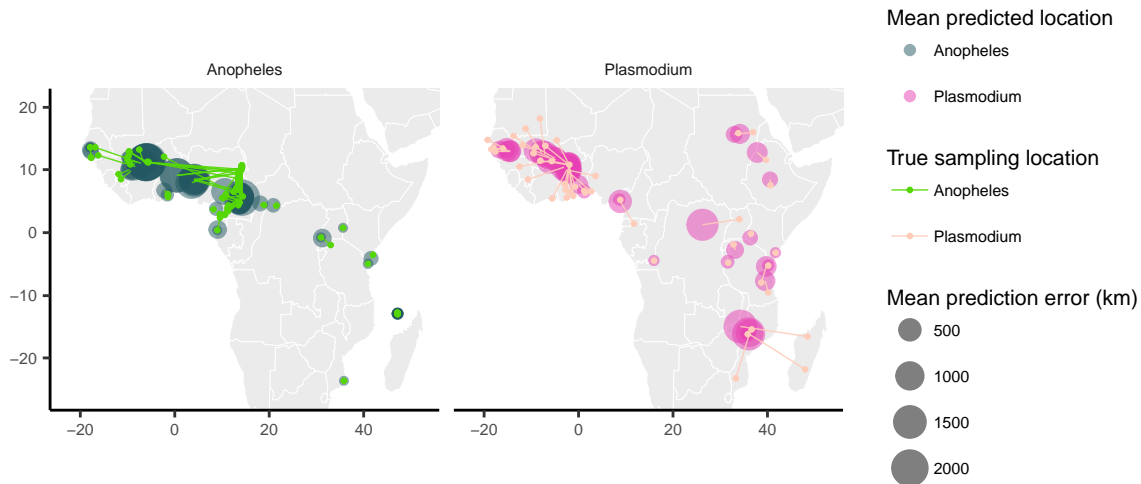 Anopheles
Plasmodium
20
10
0
−10
−20
−20 0 20 40
−20 0 20 40
Mean predicted location
Anopheles
Plasmodium
True sampling location
Anopheles
Plasmodium
Mean prediction error (km)
500
1000
1500
2000